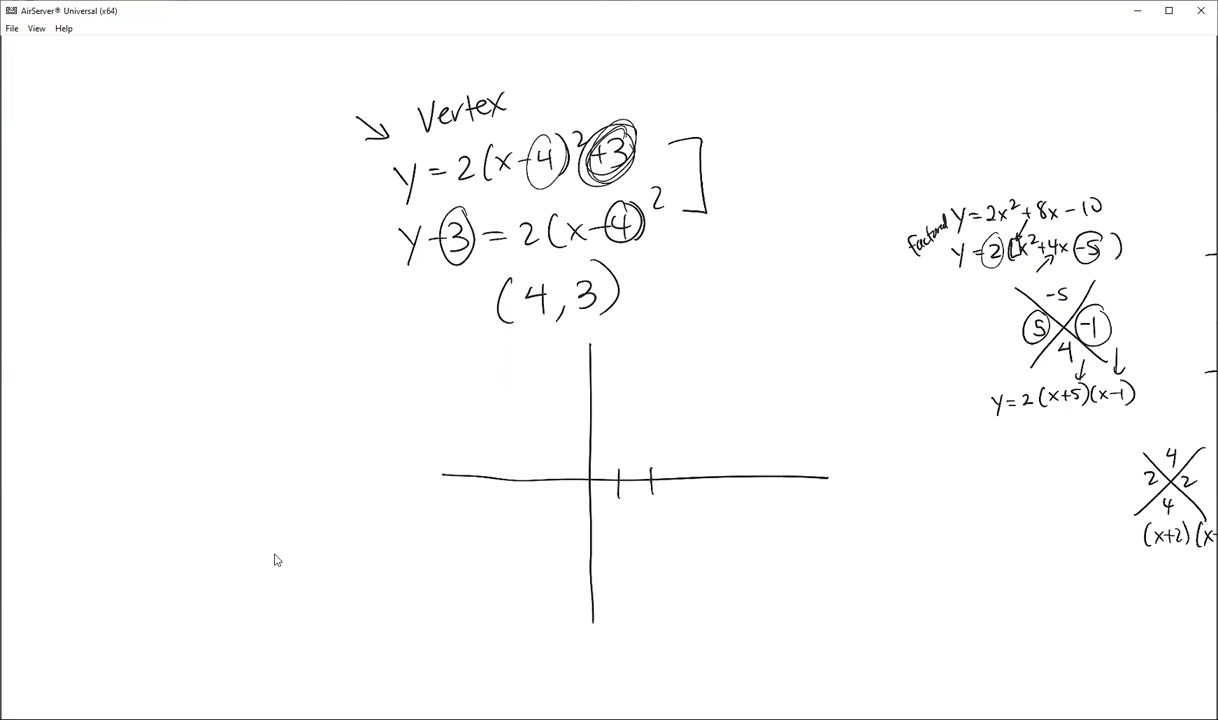 AirServer® Universal (x64)
File View Help
Vertex
y = 2(x-4)² +3
y-3 = 2(x-4)²
(4,3)
y = 2x² + 8x - 10
factored
y = 2(x²+4x-5)
-5
5 -1
4
y = 2(x+5)(x-1)
4
2 2
4
(x+2)(x-